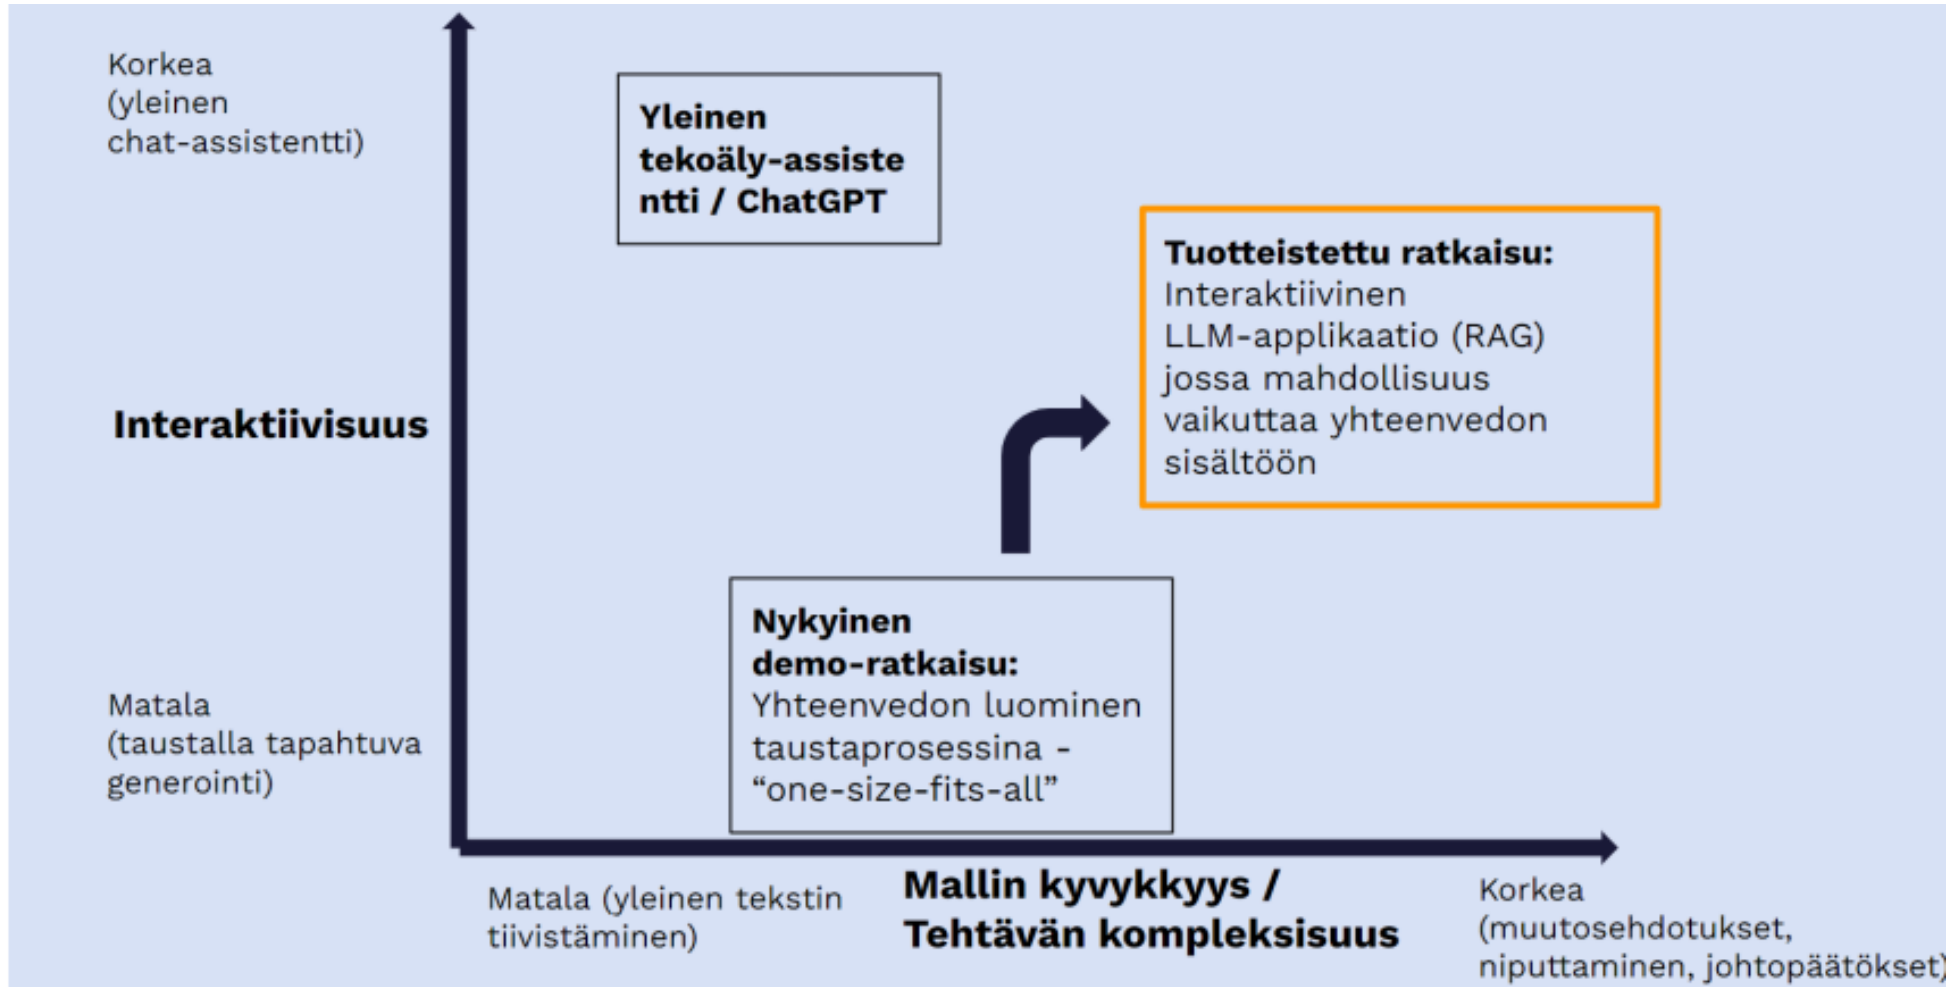 Korkea
(yleinen
chat-assistentti)
Yleinen
tekoäly-assiste
ntti / ChatGPT
Tuotteistettu ratkaisu:
Interaktiivinen
LLM-applikaatio (RAG)
jossa mahdollisuus
vaikuttaa yhteenvedon
sisältöön
Interaktiivisuus
Nykyinen
demo-ratkaisu:
Yhteenvedon luominen
taustaprosessina -
“one-size-fits-all”
Matala
(taustalla tapahtuva
generointi)
Matala (yleinen tekstin
tiivistäminen)
Mallin kyvykkyys /
Tehtävän kompleksisuus
Korkea
(muutosehdotukset,
niputtaminen, johtopäätökset)